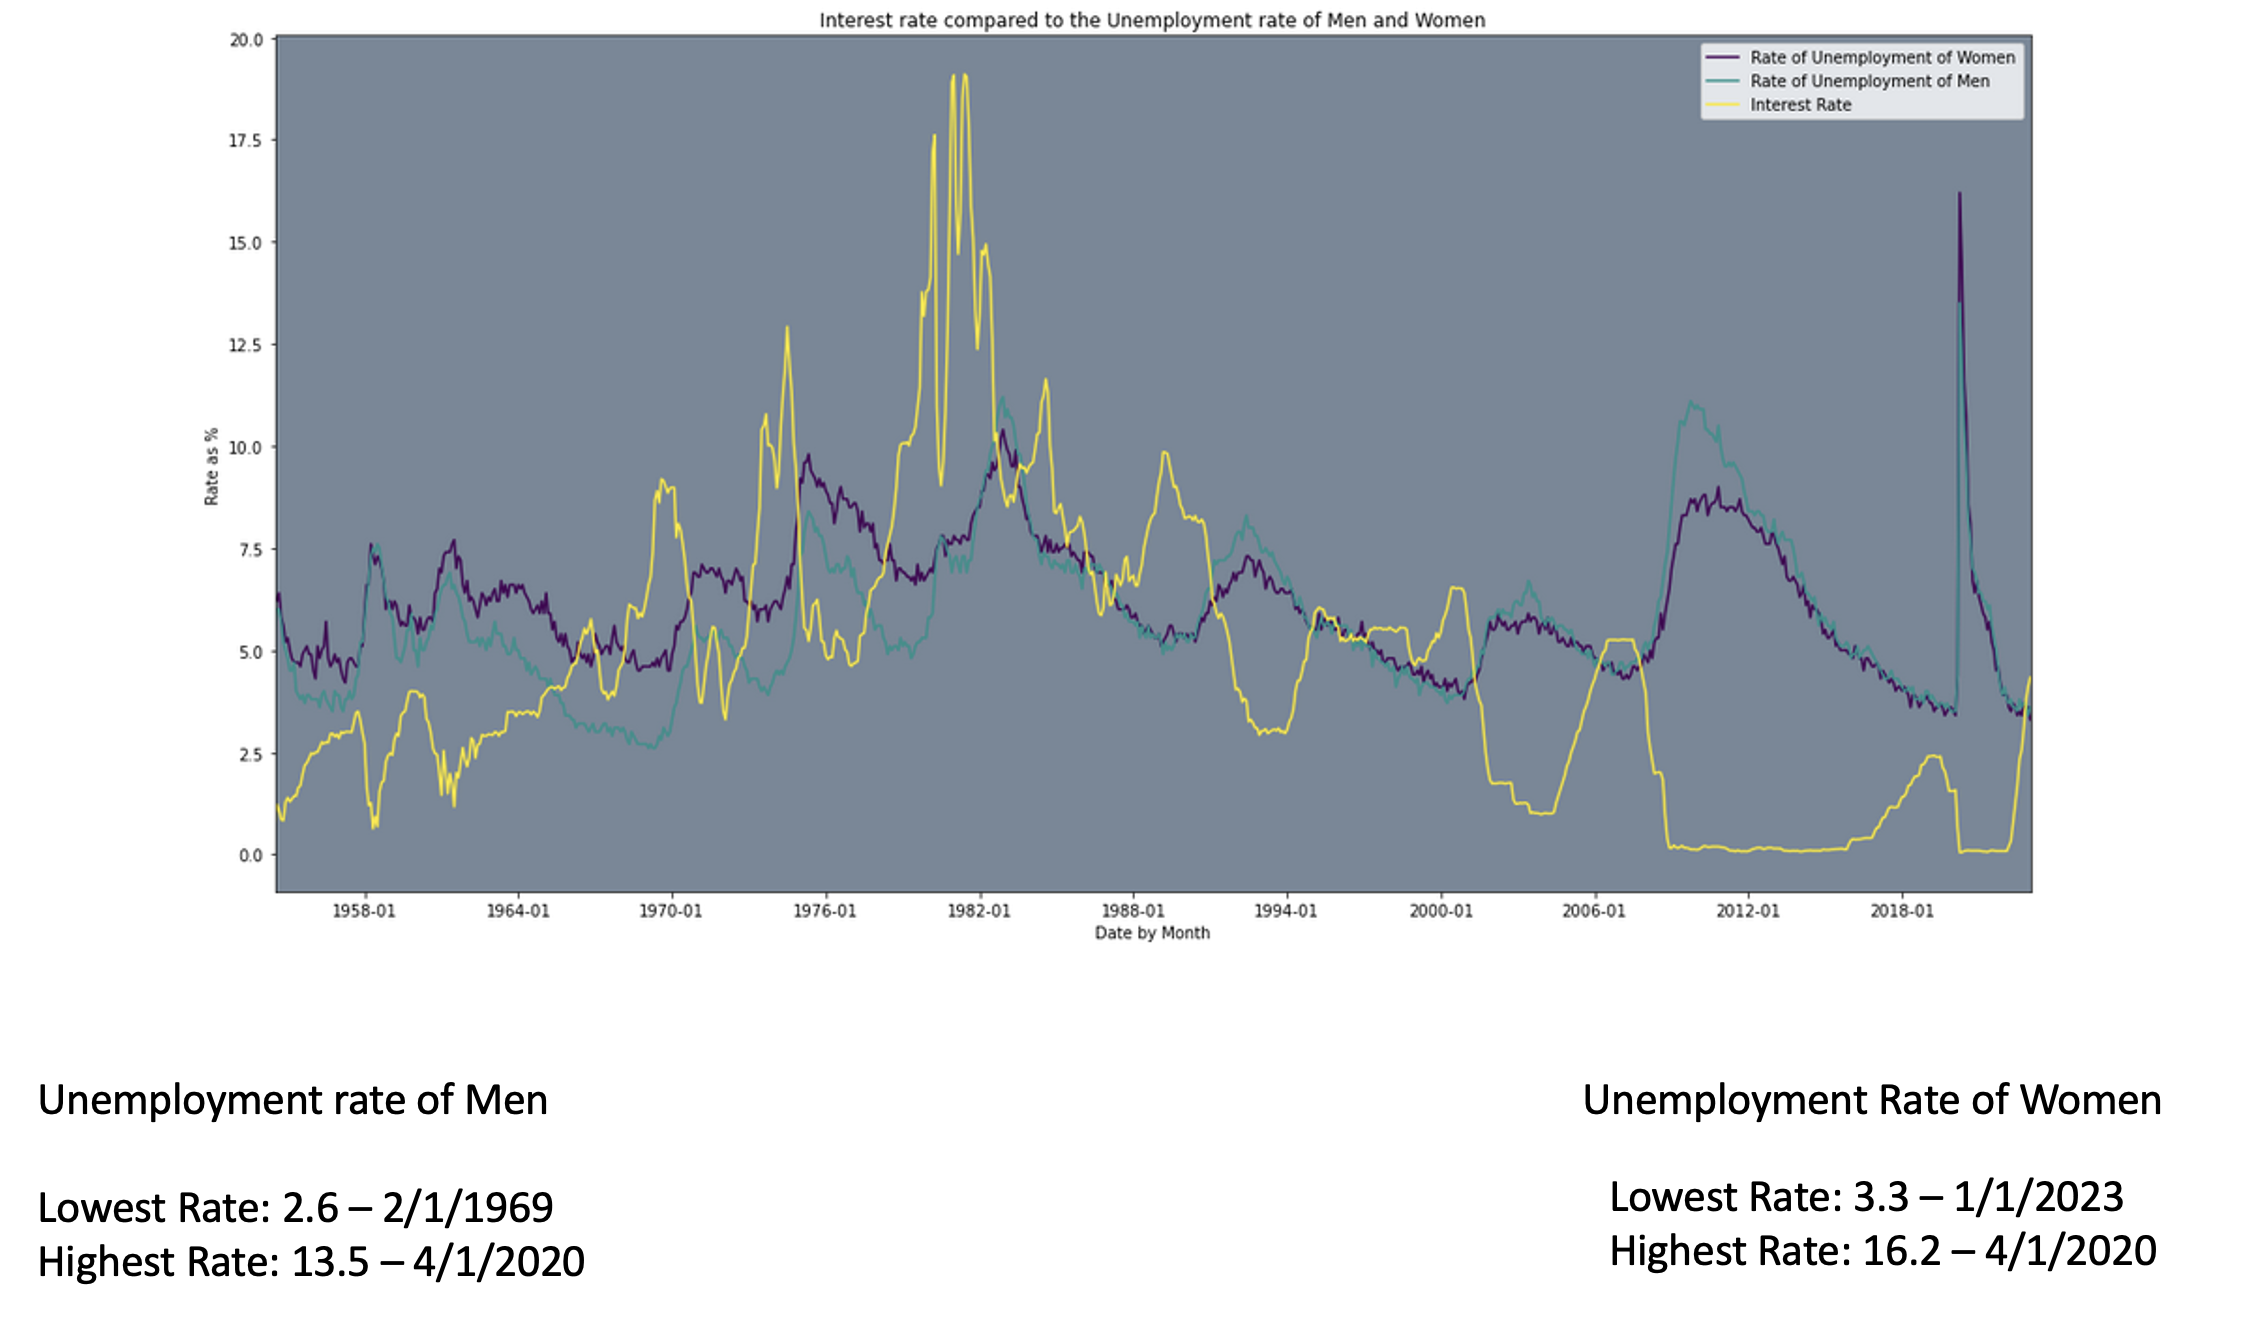 Interest rate compared to the Unemployment rate of Men and Women
Rate of Unemployment of Women
Rate of Unemployment of Men
Interest Rate
20.0
17.5
15.0
12.5
10.0
7.5
5.0
2.5
0.0
Rate as %
1958-01 1964-01 1970-01 1976-01 1982-01 1988-01 1994-01 2000-01 2006-01 2012-01 2018-01
Date by Month
Unemployment rate of Men
Lowest Rate: 2.6 – 2/1/1969
Highest Rate: 13.5 – 4/1/2020
Unemployment Rate of Women
Lowest Rate: 3.3 – 1/1/2023
Highest Rate: 16.2 – 4/1/2020